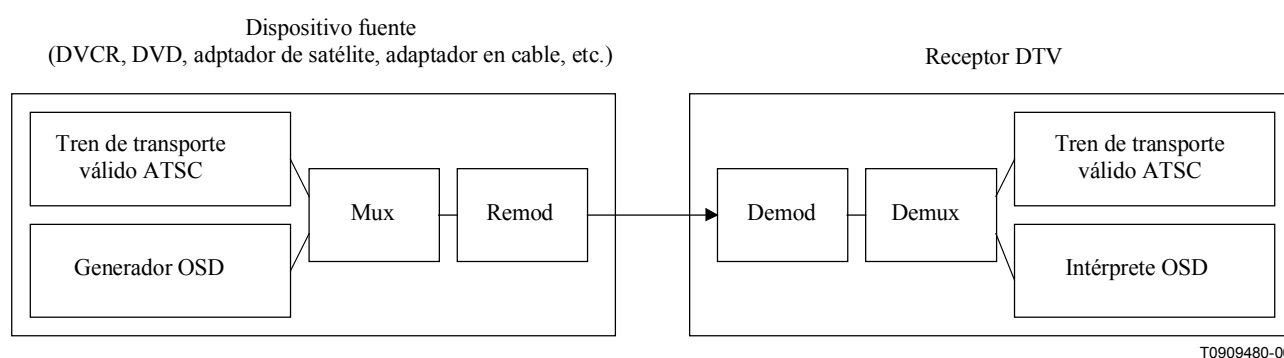 Dispositivo fuente
(DVCR, DVD, adptador de satélite, adaptador en cable, etc.)
Receptor DTV
Tren de transporte
válido ATSC
Generador OSD
Mux
Remod
Demod
Demux
Tren de transporte
válido ATSC
Intérprete OSD
T0909480-0